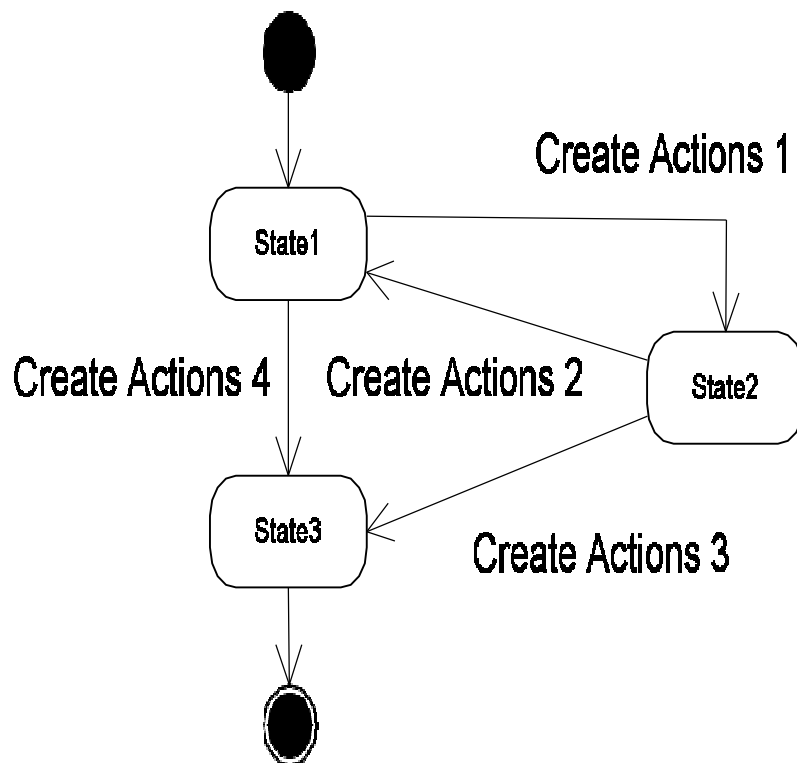 Create Actions 1
State1
Create Actions 4
Create Actions 2
State2
State3
Create Actions 3